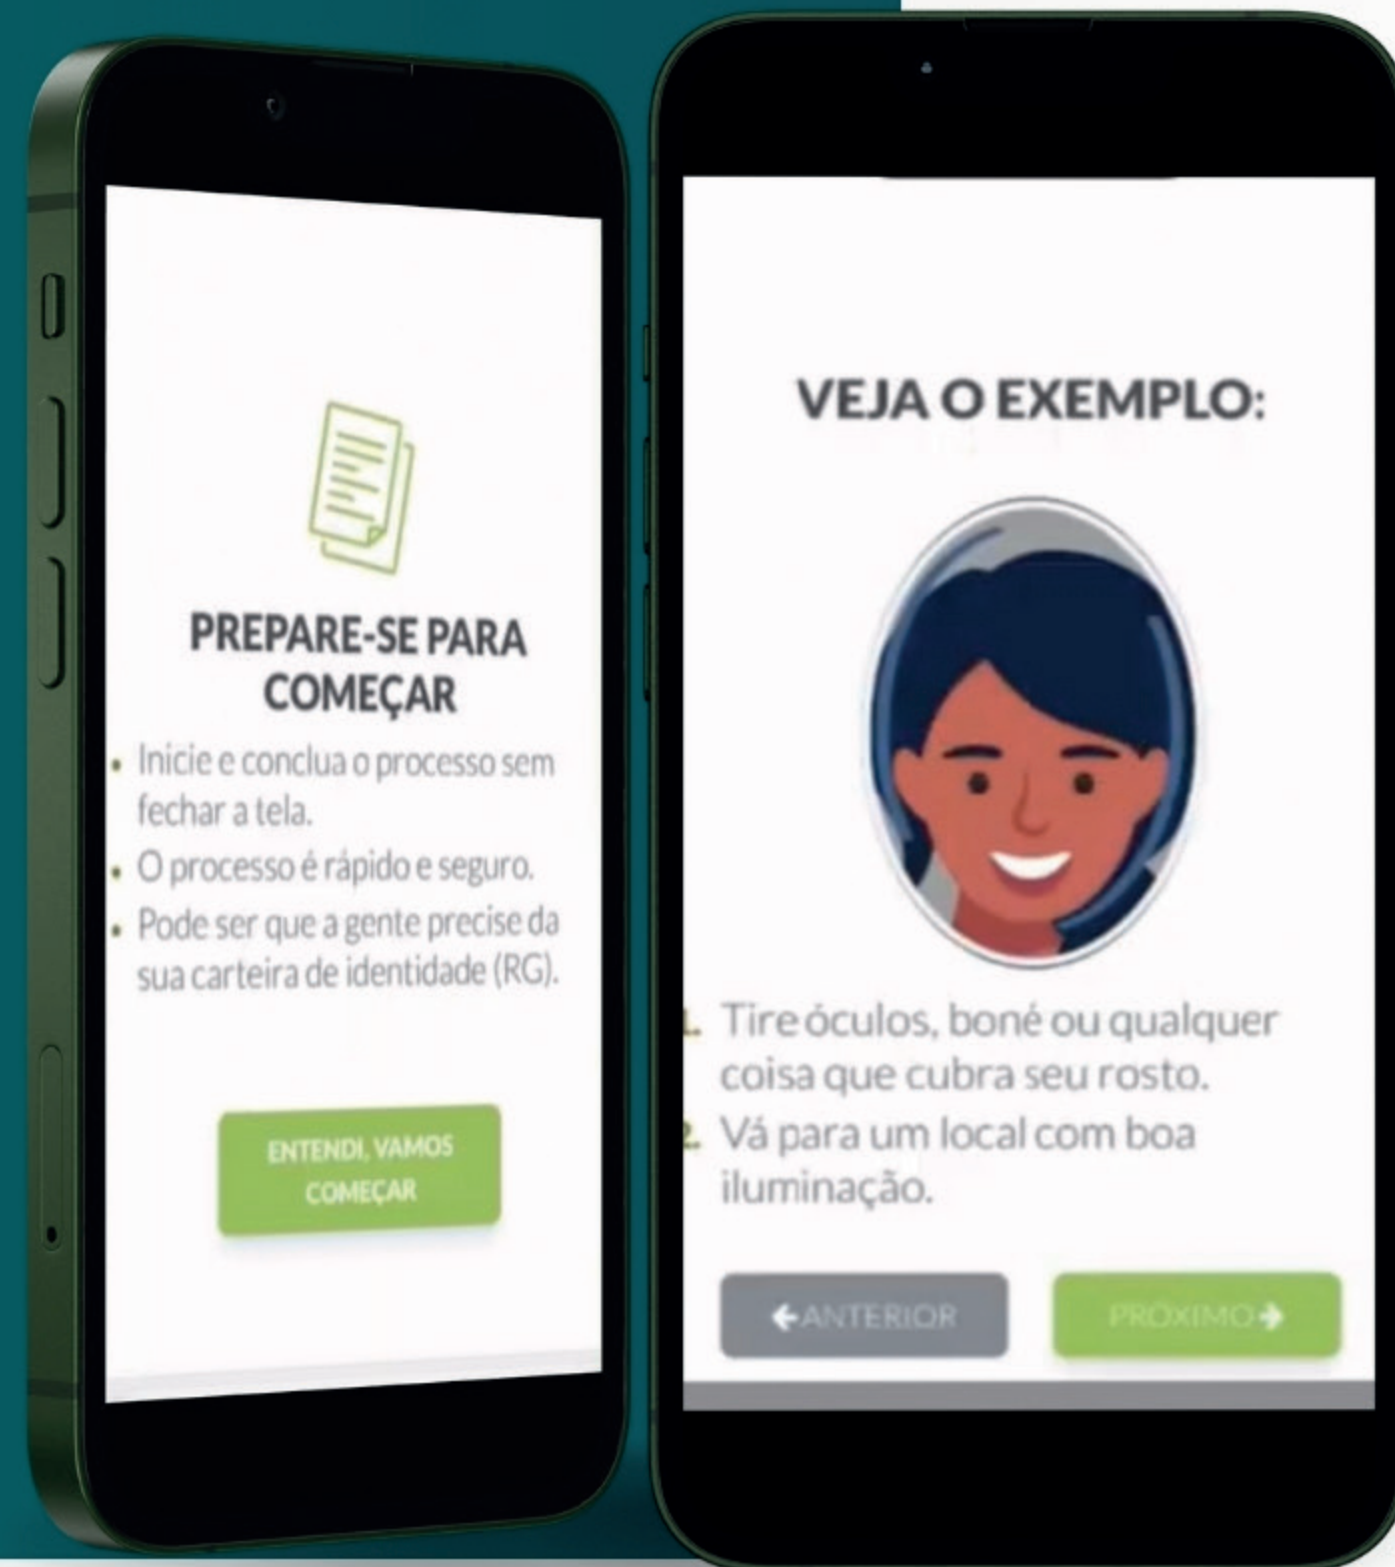 PREPARE-SE PARA
COMEÇAR
• Inicie e conclua o processo sem
fechar a tela.
• O processo é rápido e seguro.
• Pode ser que a gente precise da
sua carteira de identidade (RG).
ENTENDI, VAMOS
COMEÇAR
VEJA O EXEMPLO:
1. Tire óculos, boné ou qualquer
coisa que cubra seu rosto.
2. Vá para um local com boa
iluminação.
←ANTERIOR
PRÓXIMO→